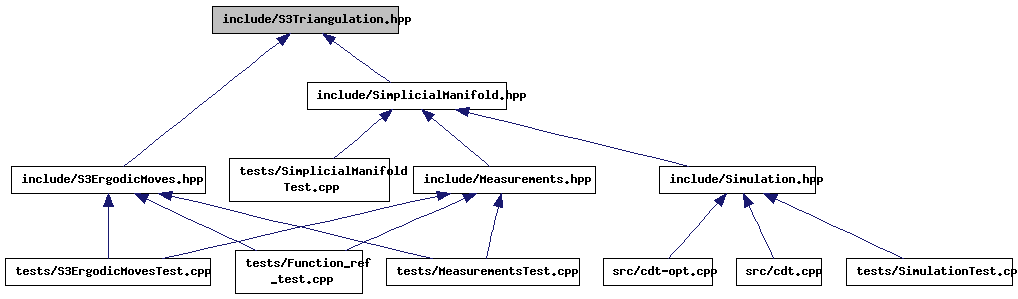 include/S3Triangulation.hpp
include/SimplicialManifold.hpp
include/S3ErgodicMoves.hpp
tests/SimplicialManifold
Test.cpp
include/Measurements.hpp
include/Simulation.hpp
tests/S3ErgodicMovesTest.cpp
tests/Function_ref
_test.cpp
tests/MeasurementsTest.cpp
src/cdt-opt.cpp
src/cdt.cpp
tests/SimulationTest.cp